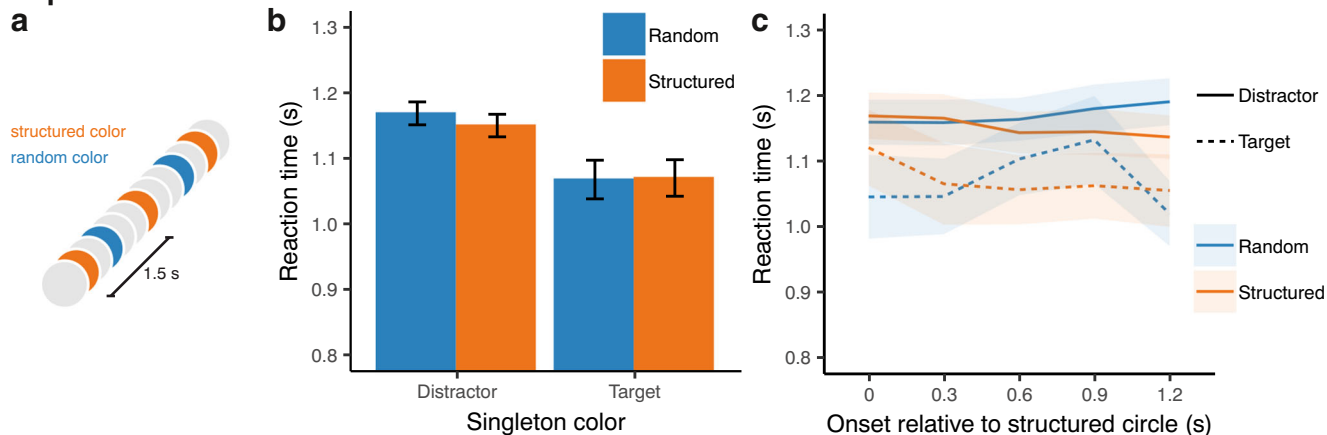 a
structured color
random color
1.5 s
b
Reaction time (s)
1.3
1.2
1.1
1.0
0.9
0.8
Random
Structured
Distractor
Target
Singleton color
c
Reaction time (s)
1.3
1.2
1.1
1.0
0.9
0.8
0
0.3
0.6
0.9
1.2
Onset relative to structured circle (s)
Distractor
Target
Random
Structured